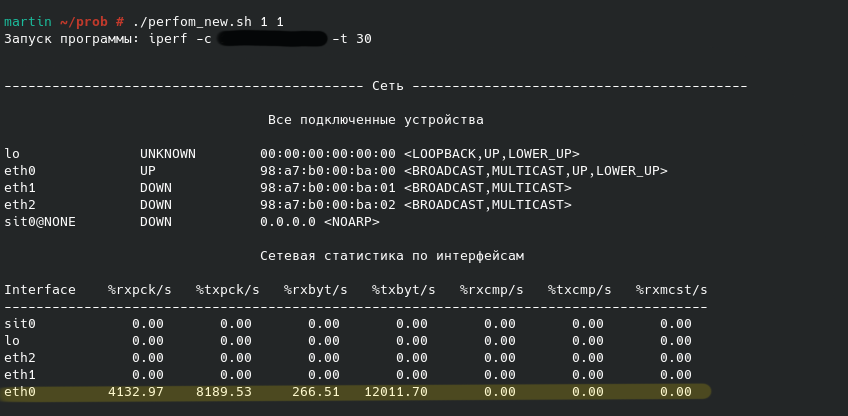 martin ~/prob # ./perfom_new.sh 1 1
Запуск программы: iperf -c -t 30
-------------------------------------------- Сеть ------------------------------------------
Все подключенные устройства
lo UNKNOWN 00:00:00:00:00:00 <LOOPBACK,UP,LOWER_UP>
eth0 UP 98:a7:b0:00:ba:00 <BROADCAST,MULTICAST,UP,LOWER_UP>
eth1 DOWN 98:a7:b0:00:ba:01 <BROADCAST,MULTICAST>
eth2 DOWN 98:a7:b0:00:ba:02 <BROADCAST,MULTICAST>
sit0@NONE DOWN 0.0.0.0 <NOARP>
Сетевая статистика по интерфейсам
Interface %rxpck/s %txpck/s %rxbyt/s %txbyt/s %rxcmp/s %txcmp/s %rxmcst/s
----------------------------------------------------------------------------------------
sit0 0.00 0.00 0.00 0.00 0.00 0.00 0.00
lo 0.00 0.00 0.00 0.00 0.00 0.00 0.00
eth2 0.00 0.00 0.00 0.00 0.00 0.00 0.00
eth1 0.00 0.00 0.00 0.00 0.00 0.00 0.00
eth0 4132.97 8189.53 266.51 12011.70 0.00 0.00 0.00